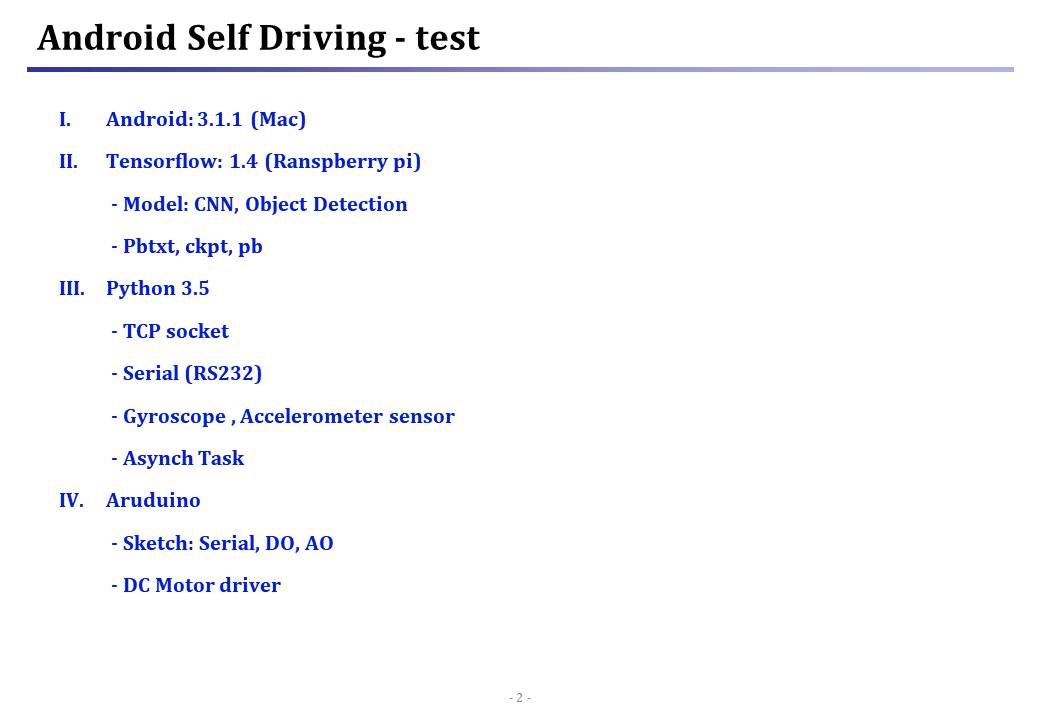 Android Self Driving - test
I. Android: 3.1.1 (Mac)
II. Tensorflow: 1.4 (Ranspberry pi)
- Model: CNN, Object Detection
- Pbtxt, ckpt, pb
III. Python 3.5
- TCP socket
- Serial (RS232)
- Gyroscope , Accelerometer sensor
- Asynch Task
IV. Aruduino
- Sketch: Serial, DO, AO
- DC Motor driver
- 2 -